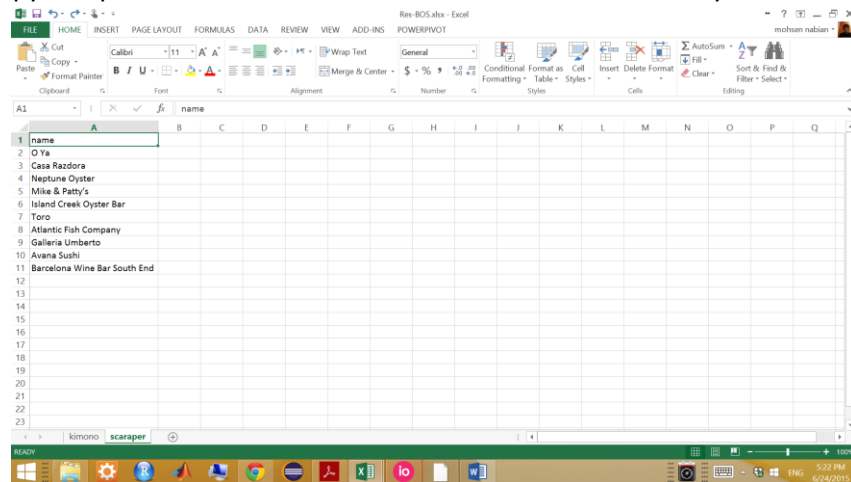 Res-BOS.xlsx - Excel
FILE HOME INSERT PAGE LAYOUT FORMULAS DATA REVIEW VIEW ADD-INS POWERPIVOT mohsen nabian
Cut
Copy
Format Painter
Paste
Calibri 11
B I U
Wrap Text
Merge & Center
General
$ % ,
Conditional Formatting
Format as Table
Cell Styles
Insert Delete Format
AutoSum
Fill
Clear
Sort & Filter
Find & Select
Clipboard Font Alignment Number Styles Cells Editing
A1 fx name
A B C D E F G H I J K L M N O P Q
1 name
2 O Ya
3 Casa Razdora
4 Neptune Oyster
5 Mike & Patty's
6 Island Creek Oyster Bar
7 Toro
8 Atlantic Fish Company
9 Galleria Umberto
10 Avana Sushi
11 Barcelona Wine Bar South End
12
13
14
15
16
17
18
19
20
21
22
23
kimono scaraper
READY 100%
io
ENG 5:22 PM
6/24/2015